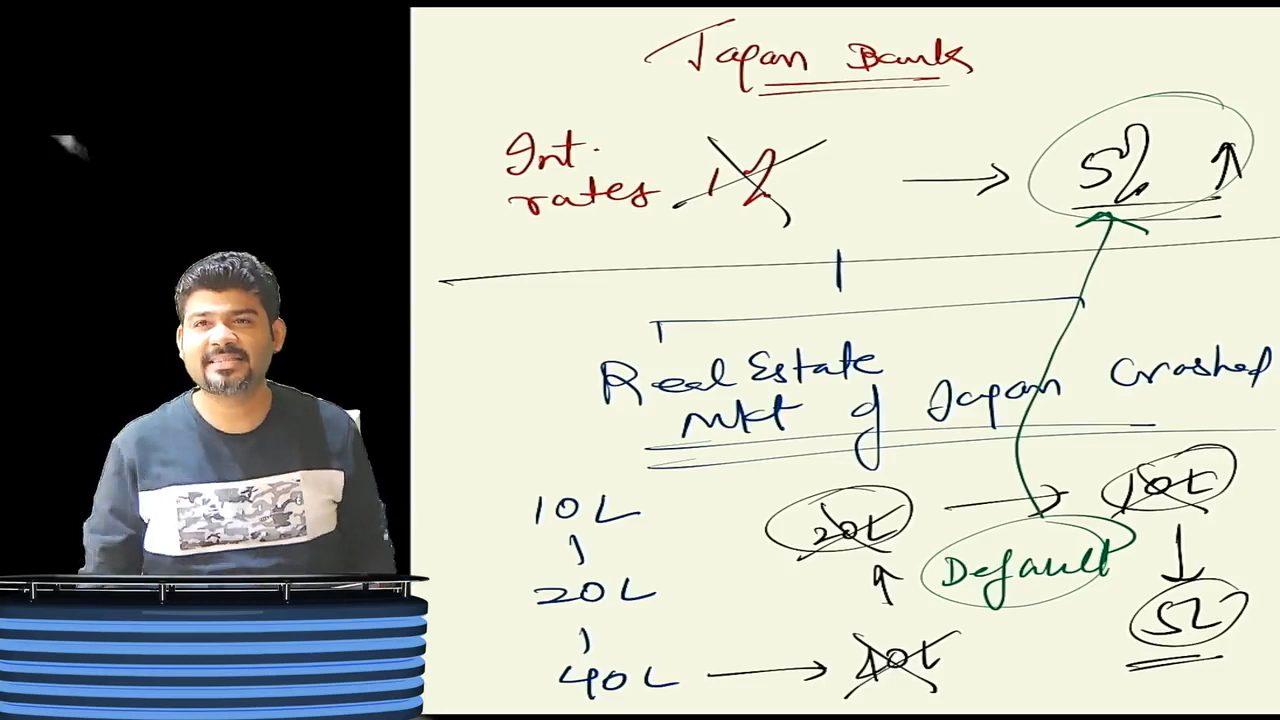 Japan Bank
Int.
rates 1% → 5% ↑
Real Estate
Mkt of Japan Crashed
10L
20L → 10L
Default
20L
5L
40L → 40L